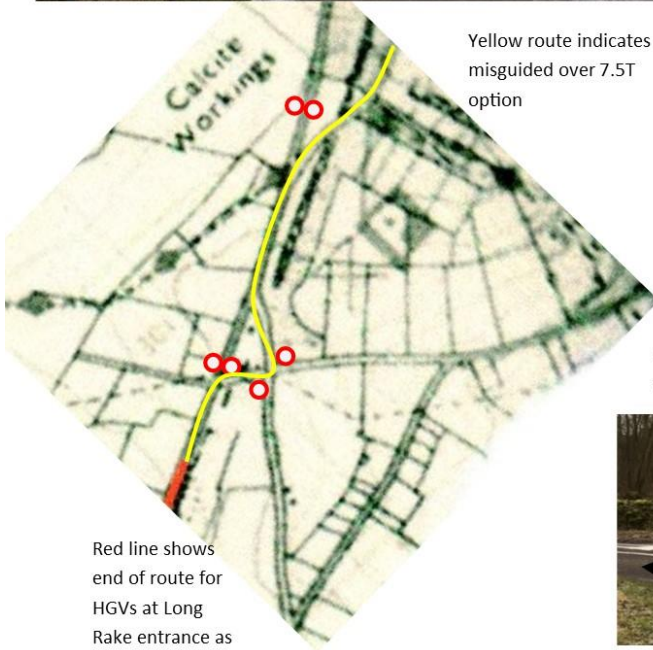 Yellow route indicates
misguided over 7.5T
option
Calcite
Workings
Red line shows
end of route for
HGVs at Long
Rake entrance as